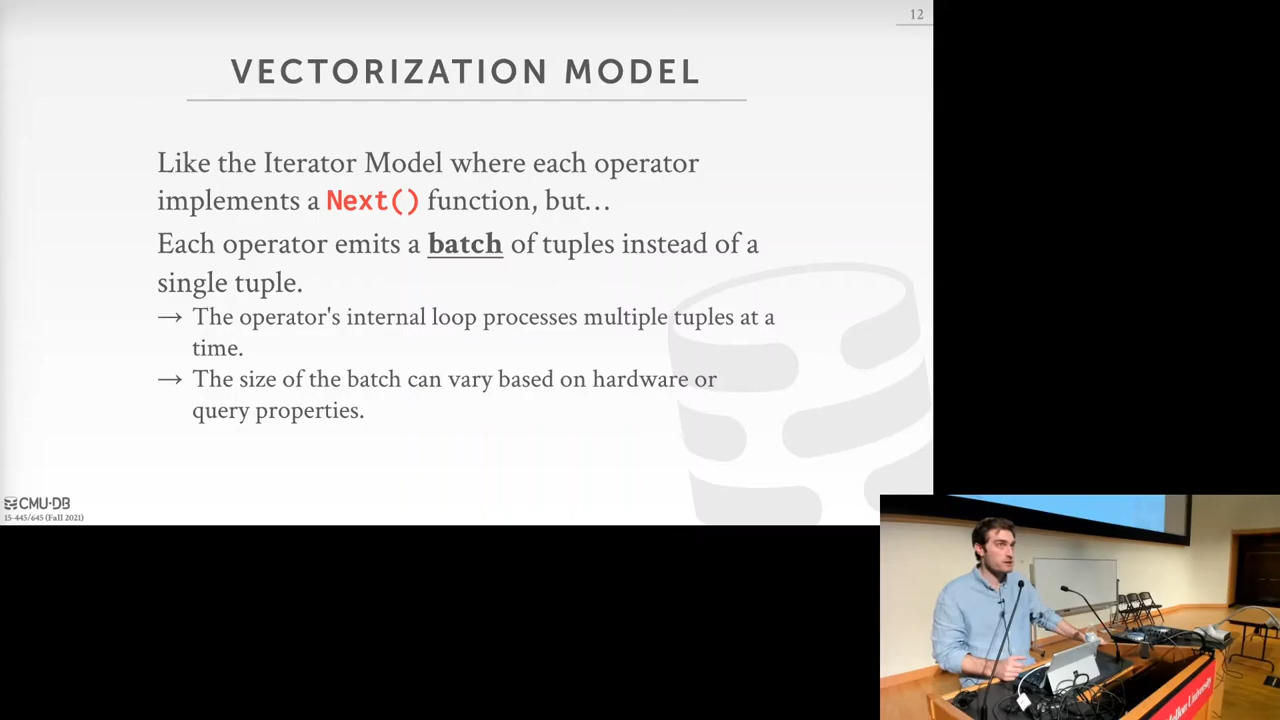 12
VECTORIZATION MODEL
Like the Iterator Model where each operator
implements a Next() function, but…
Each operator emits a batch of tuples instead of a
single tuple.
→ The operator's internal loop processes multiple tuples at a
time.
→ The size of the batch can vary based on hardware or
query properties.
CMU·DB
15-445/645 (Fall 2021)
Mellon University